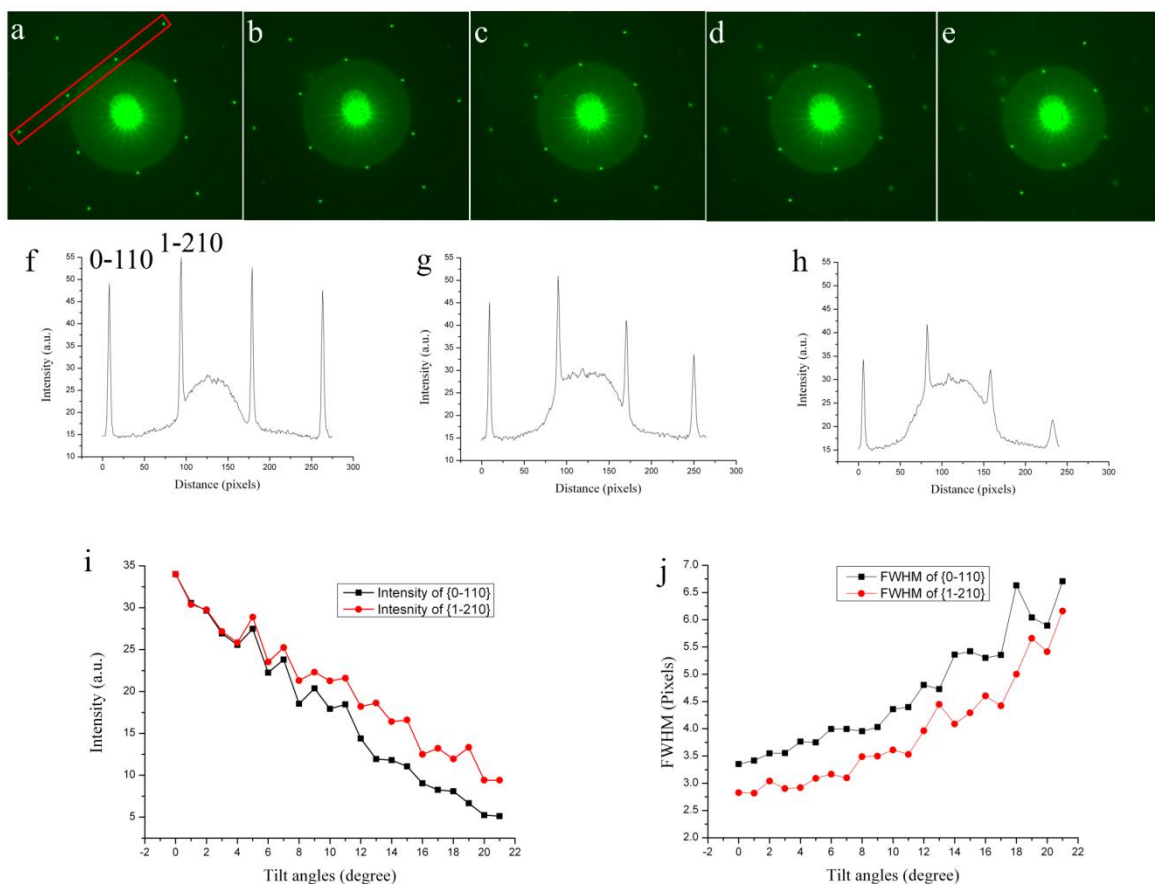 a b c d e
f 0-110 1-210
55
50
45
40
35
30
25
20
15
10
Intensity (a.u.)
0 50 100 150 200 250 300
Distance (pixels)
g
55
50
45
40
35
30
25
20
15
10
Intensity (a.u.)
0 50 100 150 200 250 300
Distance (pixels)
h
55
50
45
40
35
30
25
20
15
10
Intensity (a.u.)
0 50 100 150 200 250 300
Distance (pixels)
i
35
30
25
20
15
10
5
Intensity (a.u.)
Intensity of {0-110}
Intesnity of {1-210}
-2 0 2 4 6 8 10 12 14 16 18 20 22
Tilt angles (degree)
j
7.0
6.5
6.0
5.5
5.0
4.5
4.0
3.5
3.0
2.5
2.0
FWHM (Pixels)
FWHM of {0-110}
FWHM of {1-210}
-2 0 2 4 6 8 10 12 14 16 18 20 22
Tilt angles (degree)